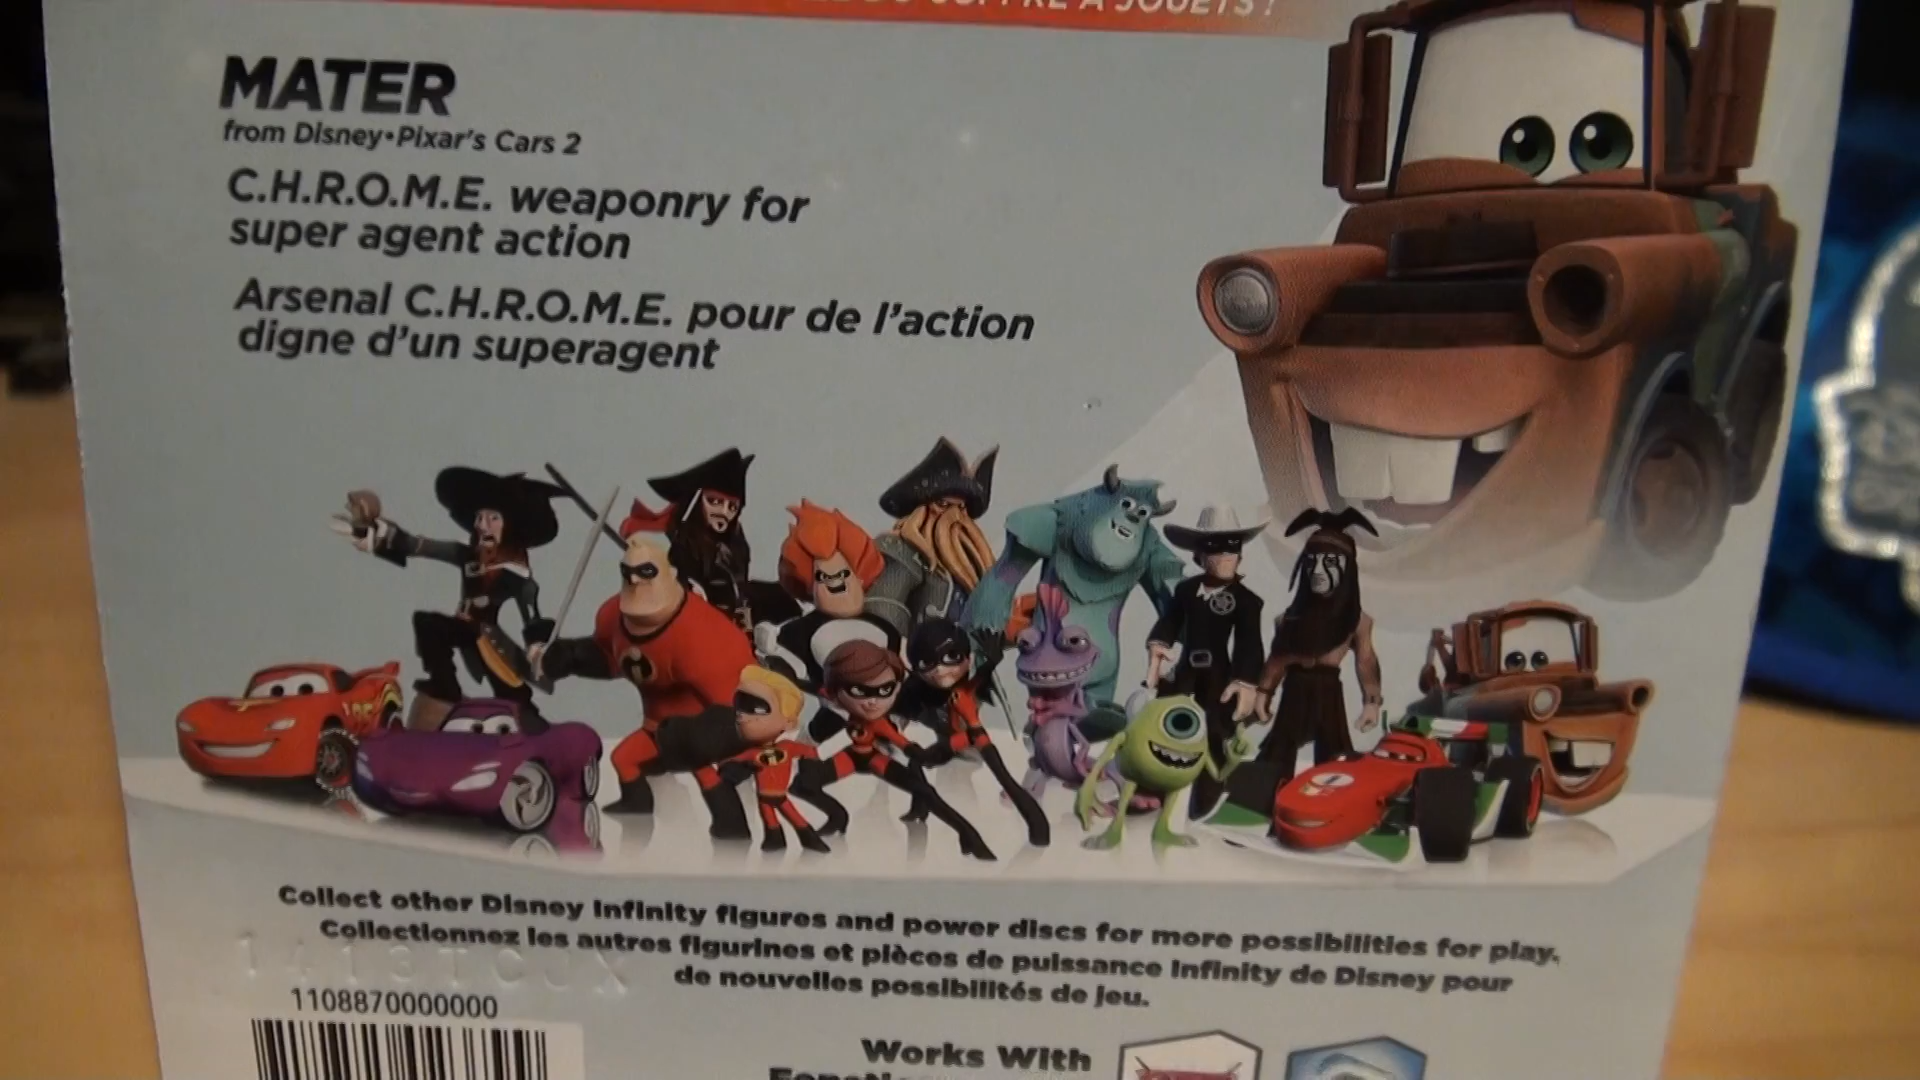 À JOUETS !
MATER
from Disney•Pixar's Cars 2
C.H.R.O.M.E. weaponry for
super agent action
Arsenal C.H.R.O.M.E. pour de l'action
digne d'un superagent
Collect other Disney Infinity figures and power discs for more possibilities for play.
Collectionnez les autres figurines et pièces de puissance Infinity de Disney pour
de nouvelles possibilités de jeu.
1108870000000
Works With